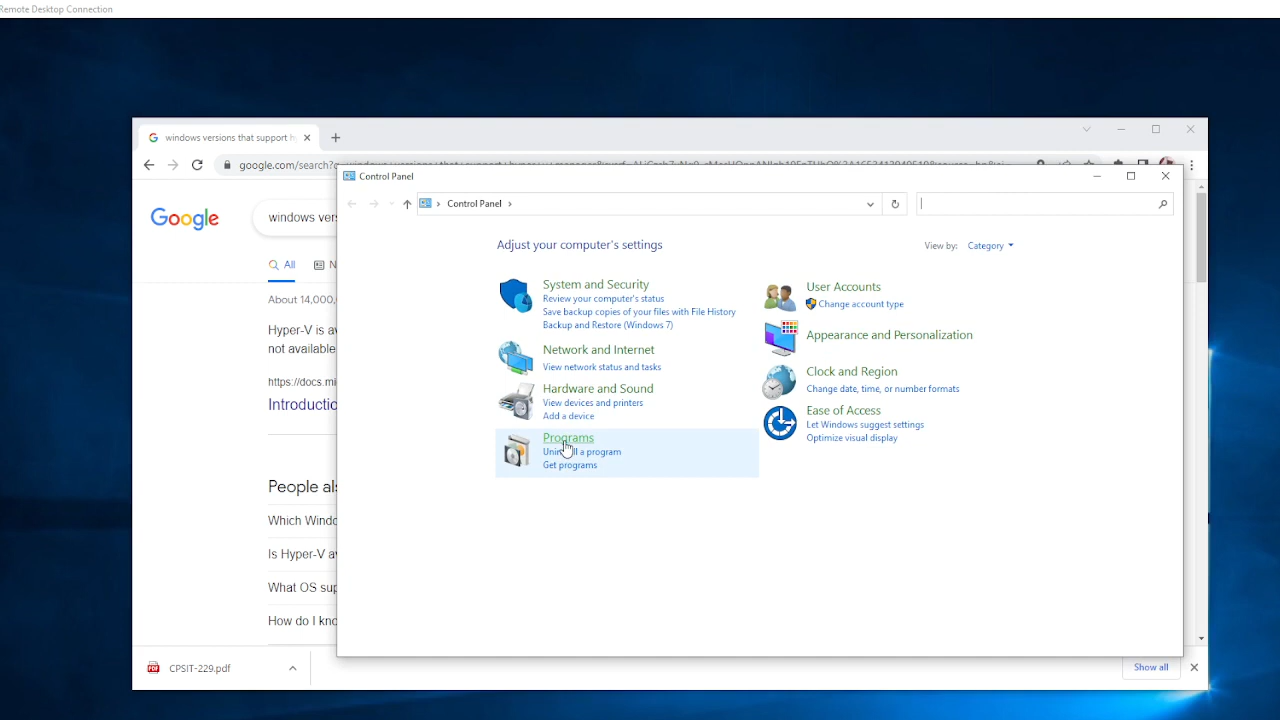 Remote Desktop Connection
windows versions that support hy
google.com/search?
Control Panel
Control Panel
Google
windows vers
Adjust your computer's settings
View by: Category
All
N
System and Security
Review your computer's status
Save backup copies of your files with File History
Backup and Restore (Windows 7)
User Accounts
Change account type
About 14,000,
Hyper-V is av
not available
Network and Internet
View network status and tasks
Appearance and Personalization
https://docs.mi
Introductio
Hardware and Sound
View devices and printers
Add a device
Clock and Region
Change date, time, or number formats
Programs
Get programs
Ease of Access
Let Windows suggest settings
Optimize visual display
People als
Which Windo
Is Hyper-V av
What OS sup
How do I kno
PDF
CPSIT-229.pdf
Show all